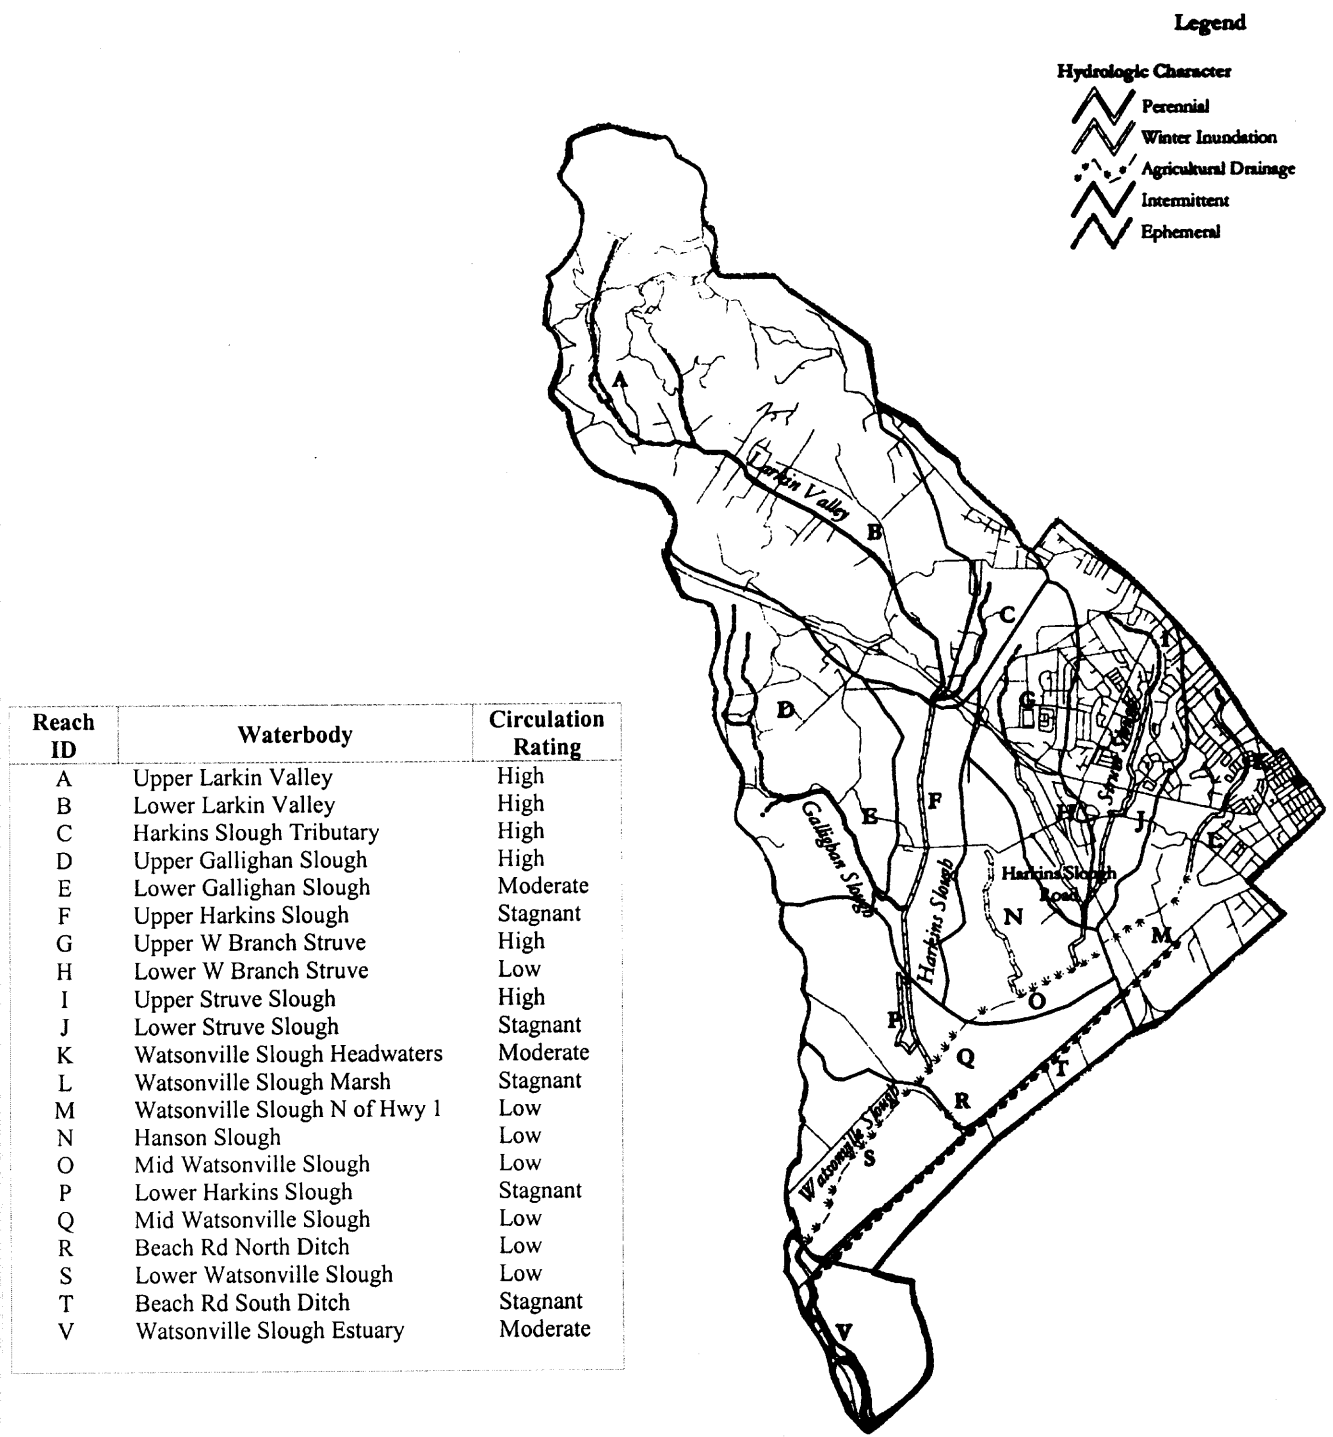 Legend
Hydrologic Character
Perennial
Winter Inundation
Agricultural Drainage
Intermittent
Ephemeral
A
Larkin Valley
B
C
I
D
G
Struve Slough
K
E
F
H
J
L
Gallighan Slough
Harkins Slough
Harkins Slough
Road
N
M
O
P
Q
T
R
Watsonville Slough
S
V
Reach ID Waterbody Circulation Rating
A Upper Larkin Valley High
B Lower Larkin Valley High
C Harkins Slough Tributary High
D Upper Gallighan Slough High
E Lower Gallighan Slough Moderate
F Upper Harkins Slough Stagnant
G Upper W Branch Struve High
H Lower W Branch Struve Low
I Upper Struve Slough High
J Lower Struve Slough Stagnant
K Watsonville Slough Headwaters Moderate
L Watsonville Slough Marsh Stagnant
M Watsonville Slough N of Hwy 1 Low
N Hanson Slough Low
O Mid Watsonville Slough Low
P Lower Harkins Slough Stagnant
Q Mid Watsonville Slough Low
R Beach Rd North Ditch Low
S Lower Watsonville Slough Low
T Beach Rd South Ditch Stagnant
V Watsonville Slough Estuary Moderate